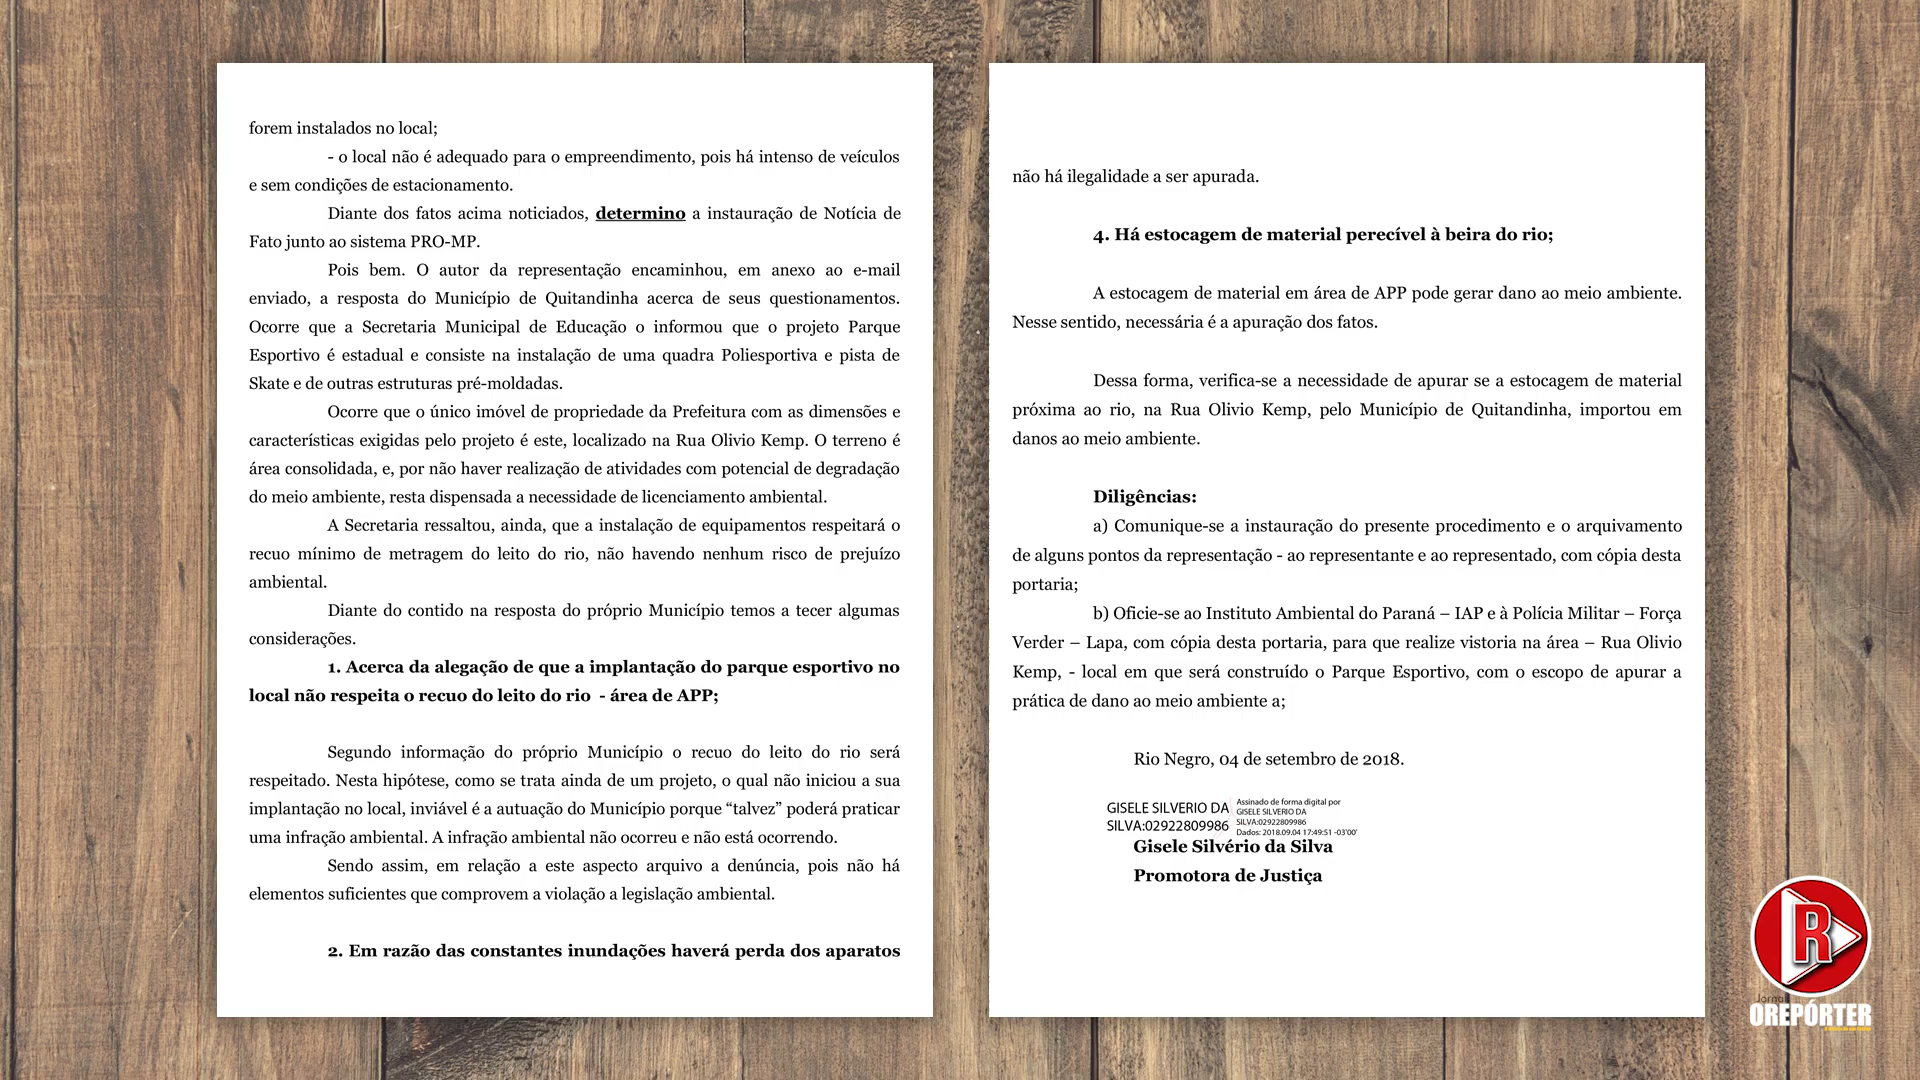 forem instalados no local;
- o local não é adequado para o empreendimento, pois há intenso de veículos
e sem condições de estacionamento.
Diante dos fatos acima noticiados, determino a instauração de Notícia de
Fato junto ao sistema PRO-MP.
Pois bem. O autor da representação encaminhou, em anexo ao e-mail
enviado, a resposta do Município de Quitandinha acerca de seus questionamentos.
Ocorre que a Secretaria Municipal de Educação o informou que o projeto Parque
Esportivo é estadual e consiste na instalação de uma quadra Poliesportiva e pista de
Skate e de outras estruturas pré-moldadas.
Ocorre que o único imóvel de propriedade da Prefeitura com as dimensões e
características exigidas pelo projeto é este, localizado na Rua Olivio Kemp. O terreno é
área consolidada, e, por não haver realização de atividades com potencial de degradação
do meio ambiente, resta dispensada a necessidade de licenciamento ambiental.
A Secretaria ressaltou, ainda, que a instalação de equipamentos respeitará o
recuo mínimo de metragem do leito do rio, não havendo nenhum risco de prejuízo
ambiental.
Diante do contido na resposta do próprio Município temos a tecer algumas
considerações.
1. Acerca da alegação de que a implantação do parque esportivo no
local não respeita o recuo do leito do rio - área de APP;
Segundo informação do próprio Município o recuo do leito do rio será
respeitado. Nesta hipótese, como se trata ainda de um projeto, o qual não iniciou a sua
implantação no local, inviável é a autuação do Município porque “talvez” poderá praticar
uma infração ambiental. A infração ambiental não ocorreu e não está ocorrendo.
Sendo assim, em relação a este aspecto arquivo a denúncia, pois não há
elementos suficientes que comprovem a violação a legislação ambiental.
2. Em razão das constantes inundações haverá perda dos aparatos
não há ilegalidade a ser apurada.
4. Há estocagem de material perecível à beira do rio;
A estocagem de material em área de APP pode gerar dano ao meio ambiente.
Nesse sentido, necessária é a apuração dos fatos.
Dessa forma, verifica-se a necessidade de apurar se a estocagem de material
próxima ao rio, na Rua Olivio Kemp, pelo Município de Quitandinha, importou em
danos ao meio ambiente.
Diligências:
a) Comunique-se a instauração do presente procedimento e o arquivamento
de alguns pontos da representação - ao representante e ao representado, com cópia desta
portaria;
b) Oficie-se ao Instituto Ambiental do Paraná – IAP e à Polícia Militar – Força
Verder – Lapa, com cópia desta portaria, para que realize vistoria na área – Rua Olivio
Kemp, - local em que será construído o Parque Esportivo, com o escopo de apurar a
prática de dano ao meio ambiente a;
Rio Negro, 04 de setembro de 2018.
GISELE SILVERIO DA
SILVA:02922809986
Assinado de forma digital por
GISELE SILVERIO DA
SILVA:02922809986
Dados: 2018.09.04 17:49:51 -03'00'
Gisele Silvério da Silva
Promotora de Justiça
R
Jornal
OREPÓRTER